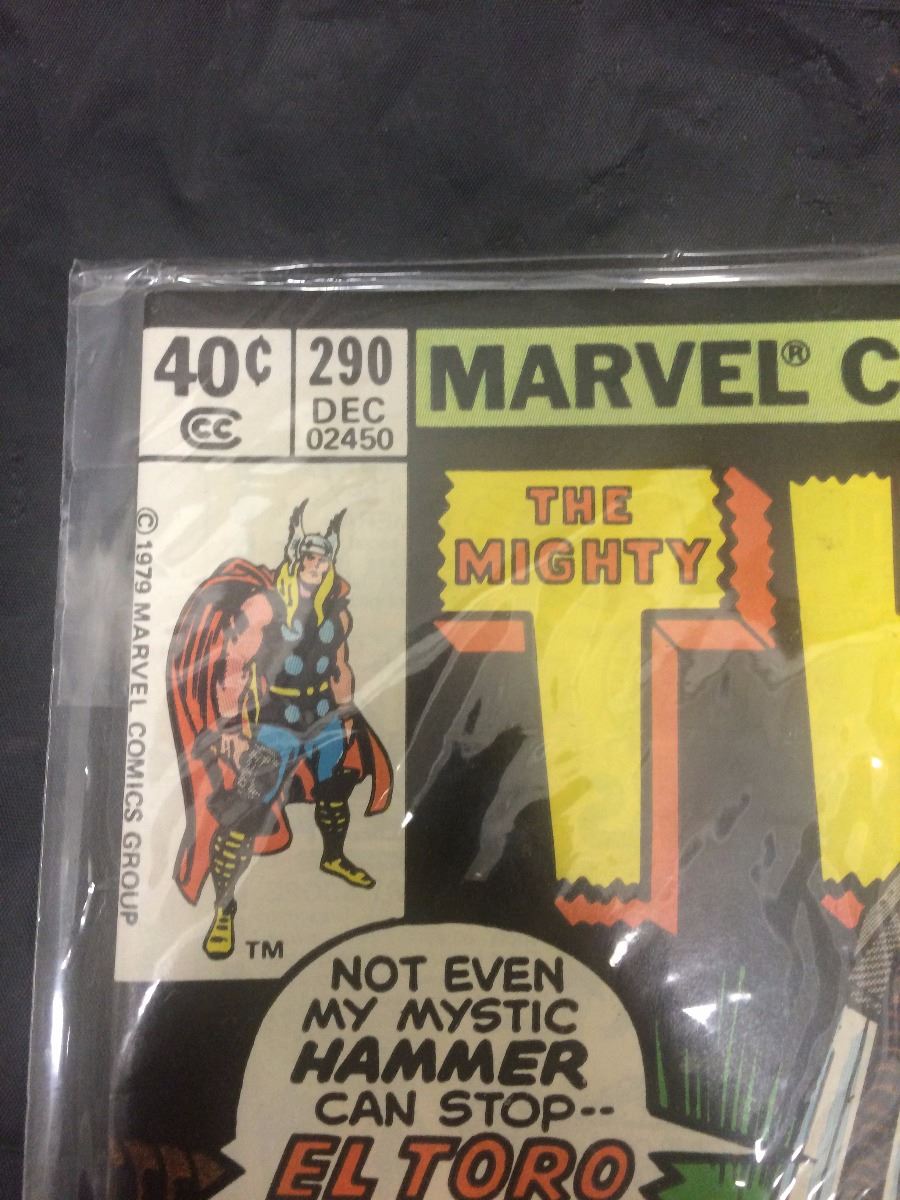 40¢
CC
290
DEC
02450
MARVEL® C
THE
MIGHTY
TH
© 1979 MARVEL COMICS GROUP
TM
NOT EVEN
MY MYSTIC
HAMMER
CAN STOP--
EL TORO